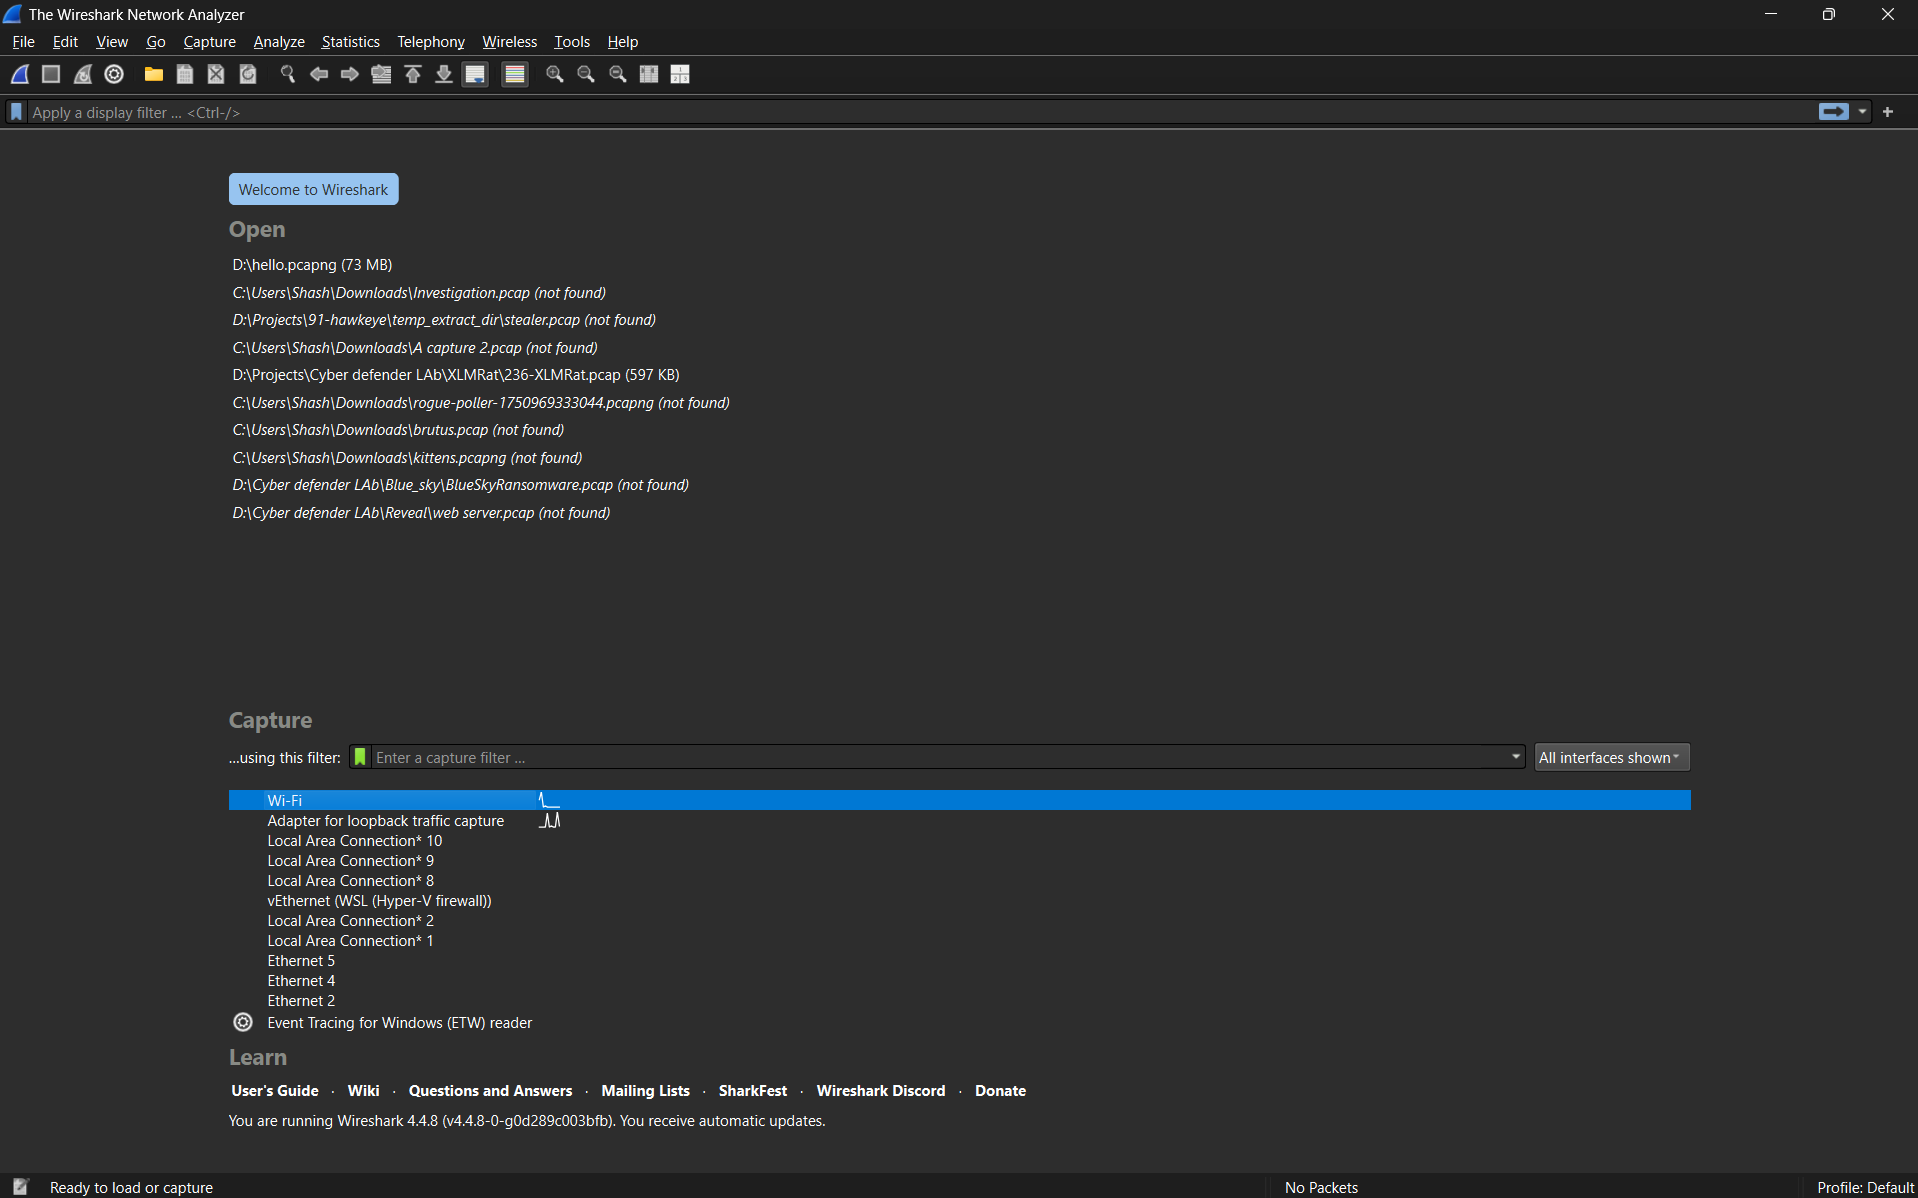 The Wireshark Network Analyzer
File Edit View Go Capture Analyze Statistics Telephony Wireless Tools Help
Apply a display filter ... <Ctrl-/>
Welcome to Wireshark
Open
D:\hello.pcapng (73 MB)
C:\Users\Shash\Downloads\Investigation.pcap (not found)
D:\Projects\91-hawkeye\temp_extract_dir\stealer.pcap (not found)
C:\Users\Shash\Downloads\A capture 2.pcap (not found)
D:\Projects\Cyber defender LAb\XLMRat\236-XLMRat.pcap (597 KB)
C:\Users\Shash\Downloads\rogue-poller-1750969333044.pcapng (not found)
C:\Users\Shash\Downloads\brutus.pcap (not found)
C:\Users\Shash\Downloads\kittens.pcapng (not found)
D:\Cyber defender LAb\Blue_sky\BlueSkyRansomware.pcap (not found)
D:\Cyber defender LAb\Reveal\web server.pcap (not found)
Capture
...using this filter: Enter a capture filter ... All interfaces shown
Wi-Fi
Adapter for loopback traffic capture
Local Area Connection* 10
Local Area Connection* 9
Local Area Connection* 8
vEthernet (WSL (Hyper-V firewall))
Local Area Connection* 2
Local Area Connection* 1
Ethernet 5
Ethernet 4
Ethernet 2
Event Tracing for Windows (ETW) reader
Learn
User's Guide · Wiki · Questions and Answers · Mailing Lists · SharkFest · Wireshark Discord · Donate
You are running Wireshark 4.4.8 (v4.4.8-0-g0d289c003bfb). You receive automatic updates.
Ready to load or capture No Packets Profile: Default